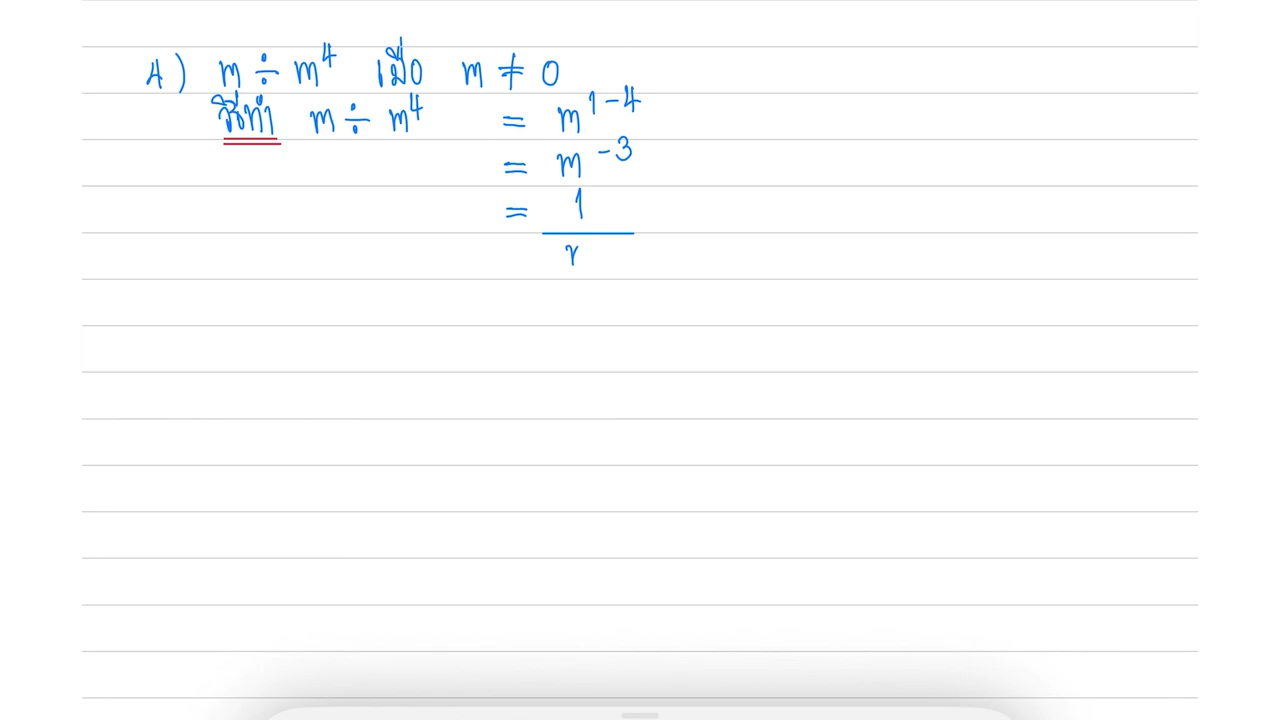 4) m ÷ m⁴ เมื่อ m ≠ 0
วิธีทำ m ÷ m⁴ = m¹⁻⁴
= m⁻³
= 1